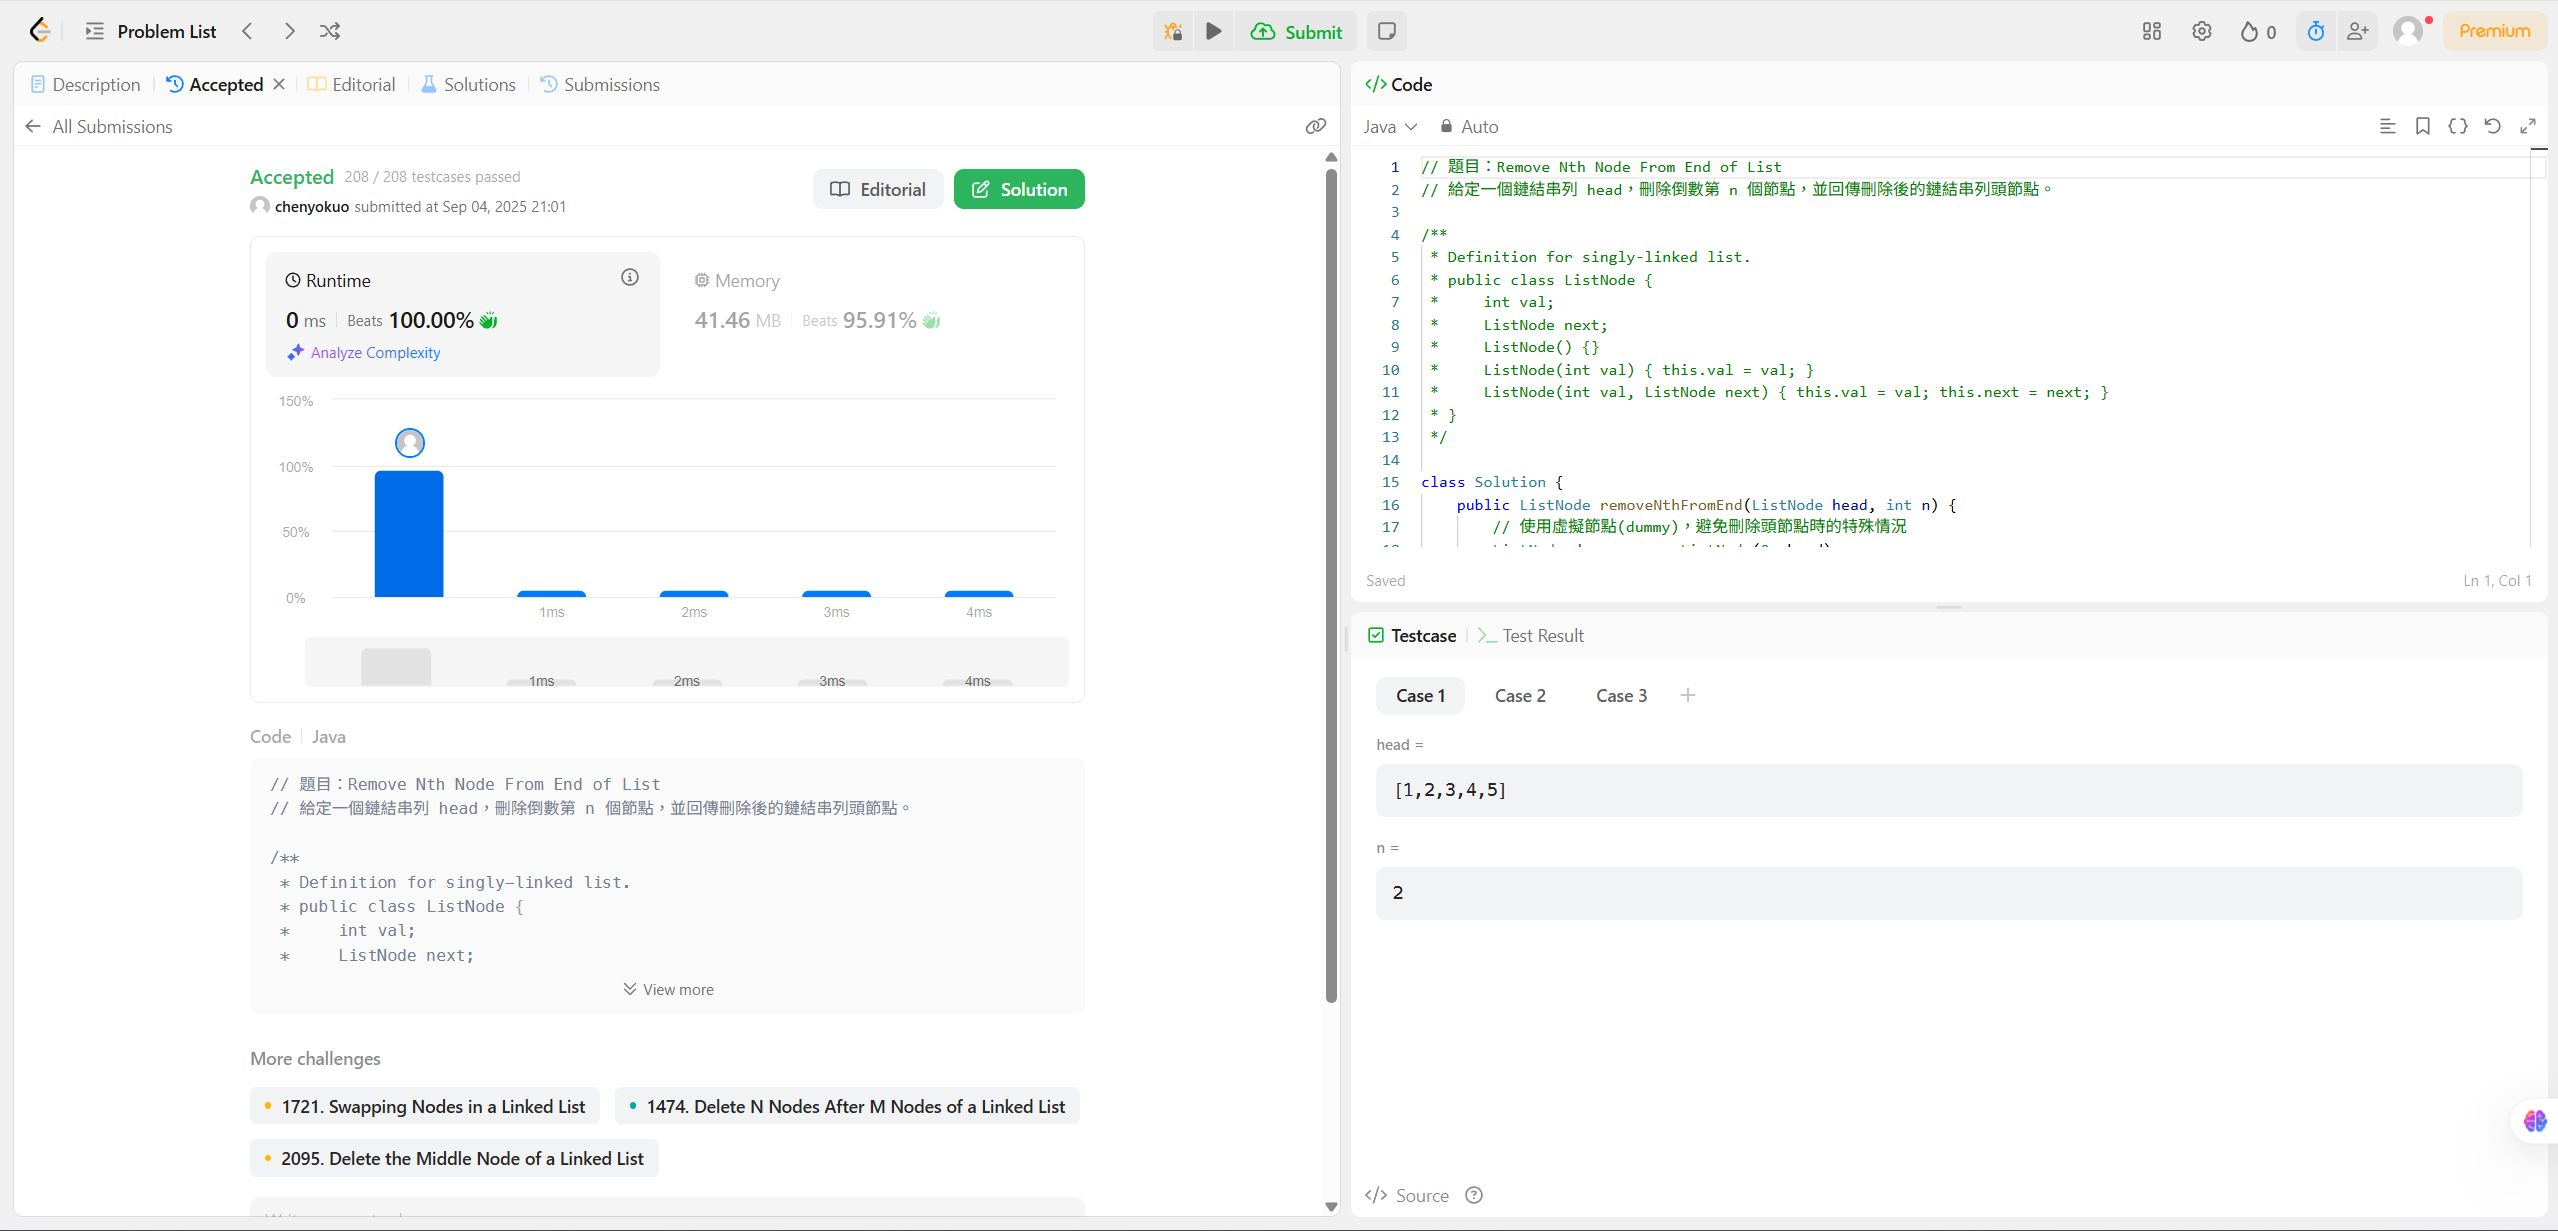 Problem List
Submit
0
Premium
Description
Accepted
Editorial
Solutions
Submissions
All Submissions
Accepted 208 / 208 testcases passed
chenyokuo submitted at Sep 04, 2025 21:01
Editorial
Solution
Runtime
0 ms Beats 100.00%
Analyze Complexity
Memory
41.46 MB Beats 95.91%
150%
100%
50%
0%
1ms 2ms 3ms 4ms
1ms 2ms 3ms 4ms
Code Java
// 題目：Remove Nth Node From End of List
// 給定一個鏈結串列 head，刪除倒數第 n 個節點，並回傳刪除後的鏈結串列頭節點。
/**
* Definition for singly-linked list.
* public class ListNode {
* int val;
* ListNode next;
View more
More challenges
1721. Swapping Nodes in a Linked List
1474. Delete N Nodes After M Nodes of a Linked List
2095. Delete the Middle Node of a Linked List
</> Code
Java Auto
1 // 題目：Remove Nth Node From End of List
2 // 給定一個鏈結串列 head，刪除倒數第 n 個節點，並回傳刪除後的鏈結串列頭節點。
3
4 /**
5 * Definition for singly-linked list.
6 * public class ListNode {
7 * int val;
8 * ListNode next;
9 * ListNode() {}
10 * ListNode(int val) { this.val = val; }
11 * ListNode(int val, ListNode next) { this.val = val; this.next = next; }
12 * }
13 */
14
15 class Solution {
16 public ListNode removeNthFromEnd(ListNode head, int n) {
17 // 使用虛擬節點(dummy)，避免刪除頭節點時的特殊情況
Saved
Ln 1, Col 1
Testcase
Test Result
Case 1
Case 2
Case 3
head =
[1,2,3,4,5]
n =
2
</> Source